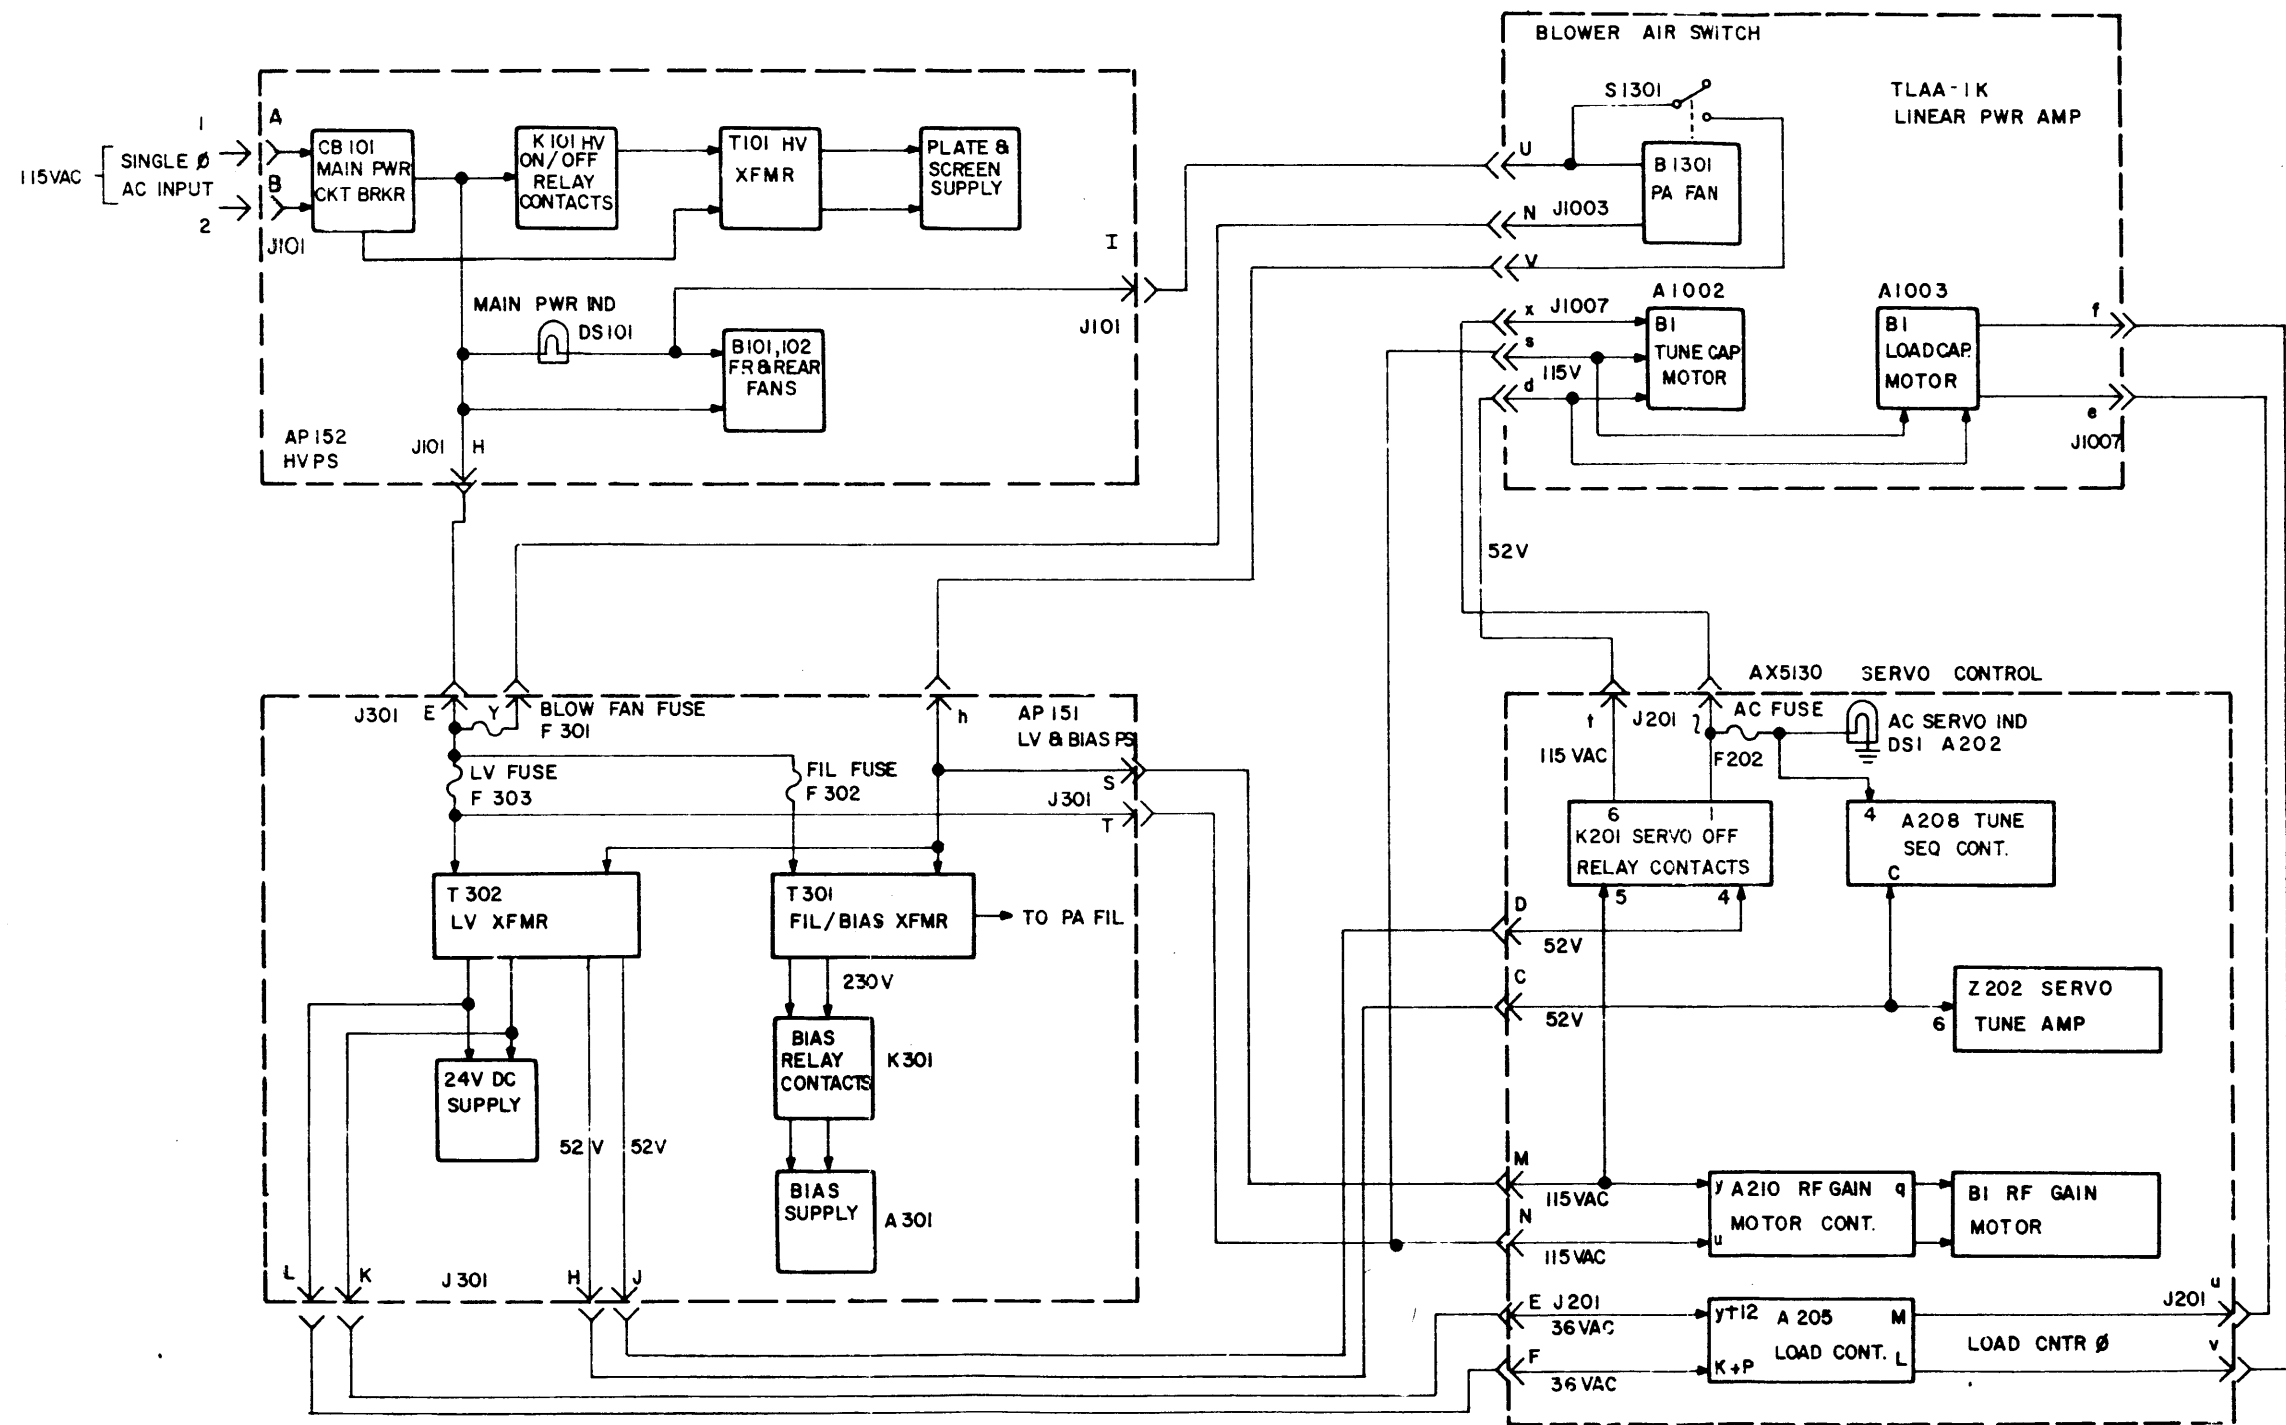 BLOWER AIR SWITCH
S1301
TLAA-1K
LINEAR PWR AMP
U
B1301
PA FAN
N
J1003
V
A1002
A1003
x
J1007
B1
TUNE CAP
MOTOR
B1
LOAD CAP.
MOTOR
f
s
115V
d
e
J1007
1
A
115VAC
SINGLE Ø
AC INPUT
B
2
J101
CB101
MAIN PWR
CKT BRKR
K101 HV
ON/OFF
RELAY
CONTACTS
T101 HV
XFMR
PLATE &
SCREEN
SUPPLY
I
J101
MAIN PWR IND
DS101
B101,102
FR & REAR
FANS
AP152
HVPS
J101
H
52V
J301
E
Y
BLOW FAN FUSE
F 301
h
AP151
LV & BIAS PS
LV FUSE
F 303
FIL FUSE
F 302
S
J301
T
T302
LV XFMR
T301
FIL/BIAS XFMR
TO PA FIL
230V
24V DC
SUPPLY
BIAS
RELAY
CONTACTS
K301
52V
52V
BIAS
SUPPLY
A301
L
K
J301
H
J
AX5130 SERVO CONTROL
t
J201
AC FUSE
F202
AC SERVO IND
DS1 A202
115 VAC
6
1
K201 SERVO OFF
RELAY CONTACTS
5
4
4
A208 TUNE
SEQ CONT.
C
D
52V
C
52V
6
Z202 SERVO
TUNE AMP
M
115VAC
N
115VAC
y
A210 RF GAIN
MOTOR CONT.
q
u
B1 RF GAIN
MOTOR
E
J201
36VAC
F
36 VAC
y+12
A205
LOAD CONT.
M
K+P
L
LOAD CNTR Ø
J201
u
v